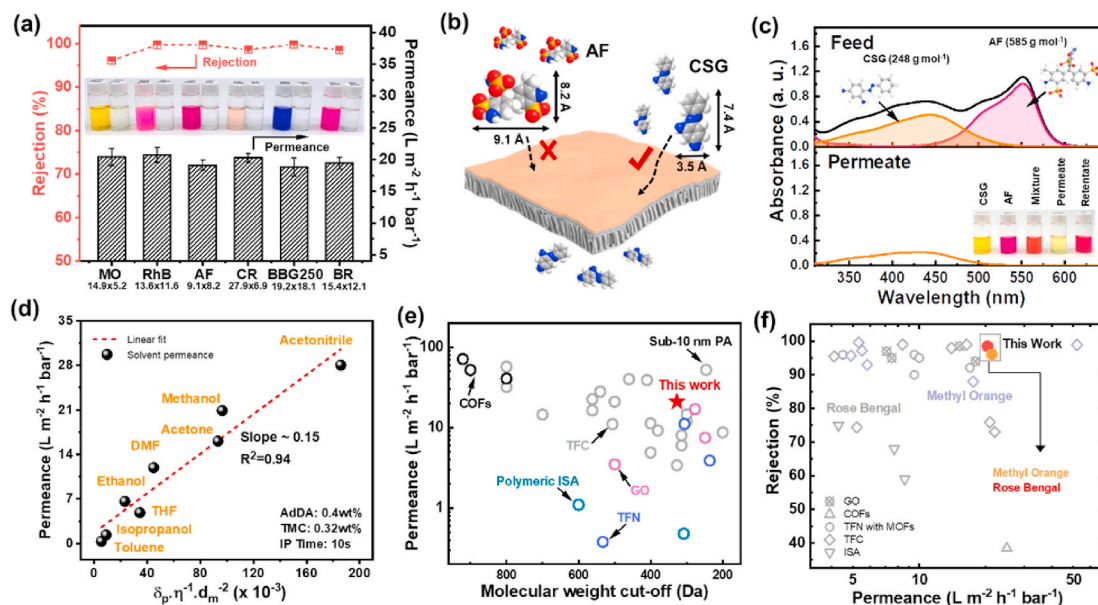 (a)
Rejection (%)
100
90
80
70
60
50
Rejection
Permeance
40
35
30
25
20
15
10
5
Permeance (L m⁻² h⁻¹ bar⁻¹)
MO RhB AF CR BBG250 BR
14.9x5.2 13.6x11.6 9.1x8.2 27.9x6.9 19.2x18.1 15.4x12.1
(b)
AF
CSG
8.2 Å
9.1 Å
7.4 Å
3.5 Å
(c)
Absorbance (a. u.)
Feed
CSG (248 g mol⁻¹)
AF (585 g mol⁻¹)
1.8
1.2
0.6
0.0
Permeate
1.2
0.8
0.4
0.0
CSG
AF
Mixture
Permeate
Retentate
350 400 450 500 550 600
Wavelength (nm)
(d)
Permeance (L m⁻² h⁻¹ bar⁻¹)
35
28
21
14
7
0
Linear fit
Solvent permeance
Acetonitrile
Methanol
Acetone
DMF
Ethanol
THF
Isopropanol
Toluene
Slope ~ 0.15
R²=0.94
AdDA: 0.4wt%
TMC: 0.32wt%
IP Time: 10s
0 40 80 120 160 200
δp.η⁻¹.dm⁻² (x 10⁻³)
(e)
Permeance (L m⁻² h⁻¹ bar⁻¹)
100
10
1
COFs
Sub-10 nm PA
This work
TFC
GO
Polymeric ISA
TFN
800 600 400 200
Molecular weight cut-off (Da)
(f)
Rejection (%)
100
90
80
70
60
50
40
This Work
Methyl Orange
Rose Bengal
Methyl Orange
Rose Bengal
GO
COFs
TFN with MOFs
TFC
ISA
5 10 50
Permeance (L m⁻² h⁻¹ bar⁻¹)